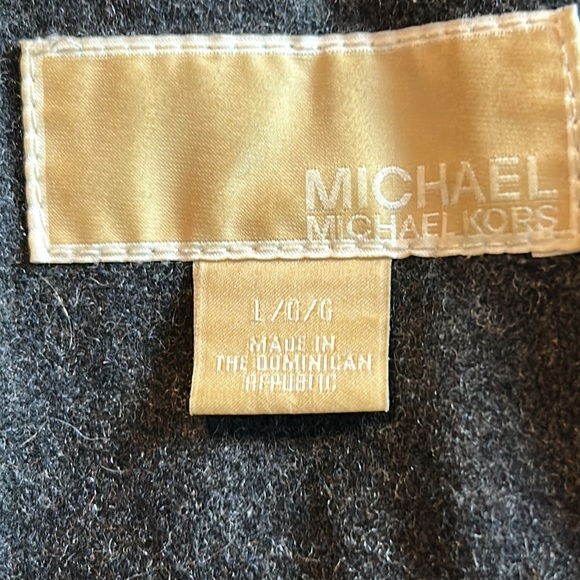 MICHAEL
MICHAEL KORS
L/G/G
MADE IN
THE DOMINICAN
REPUBLIC